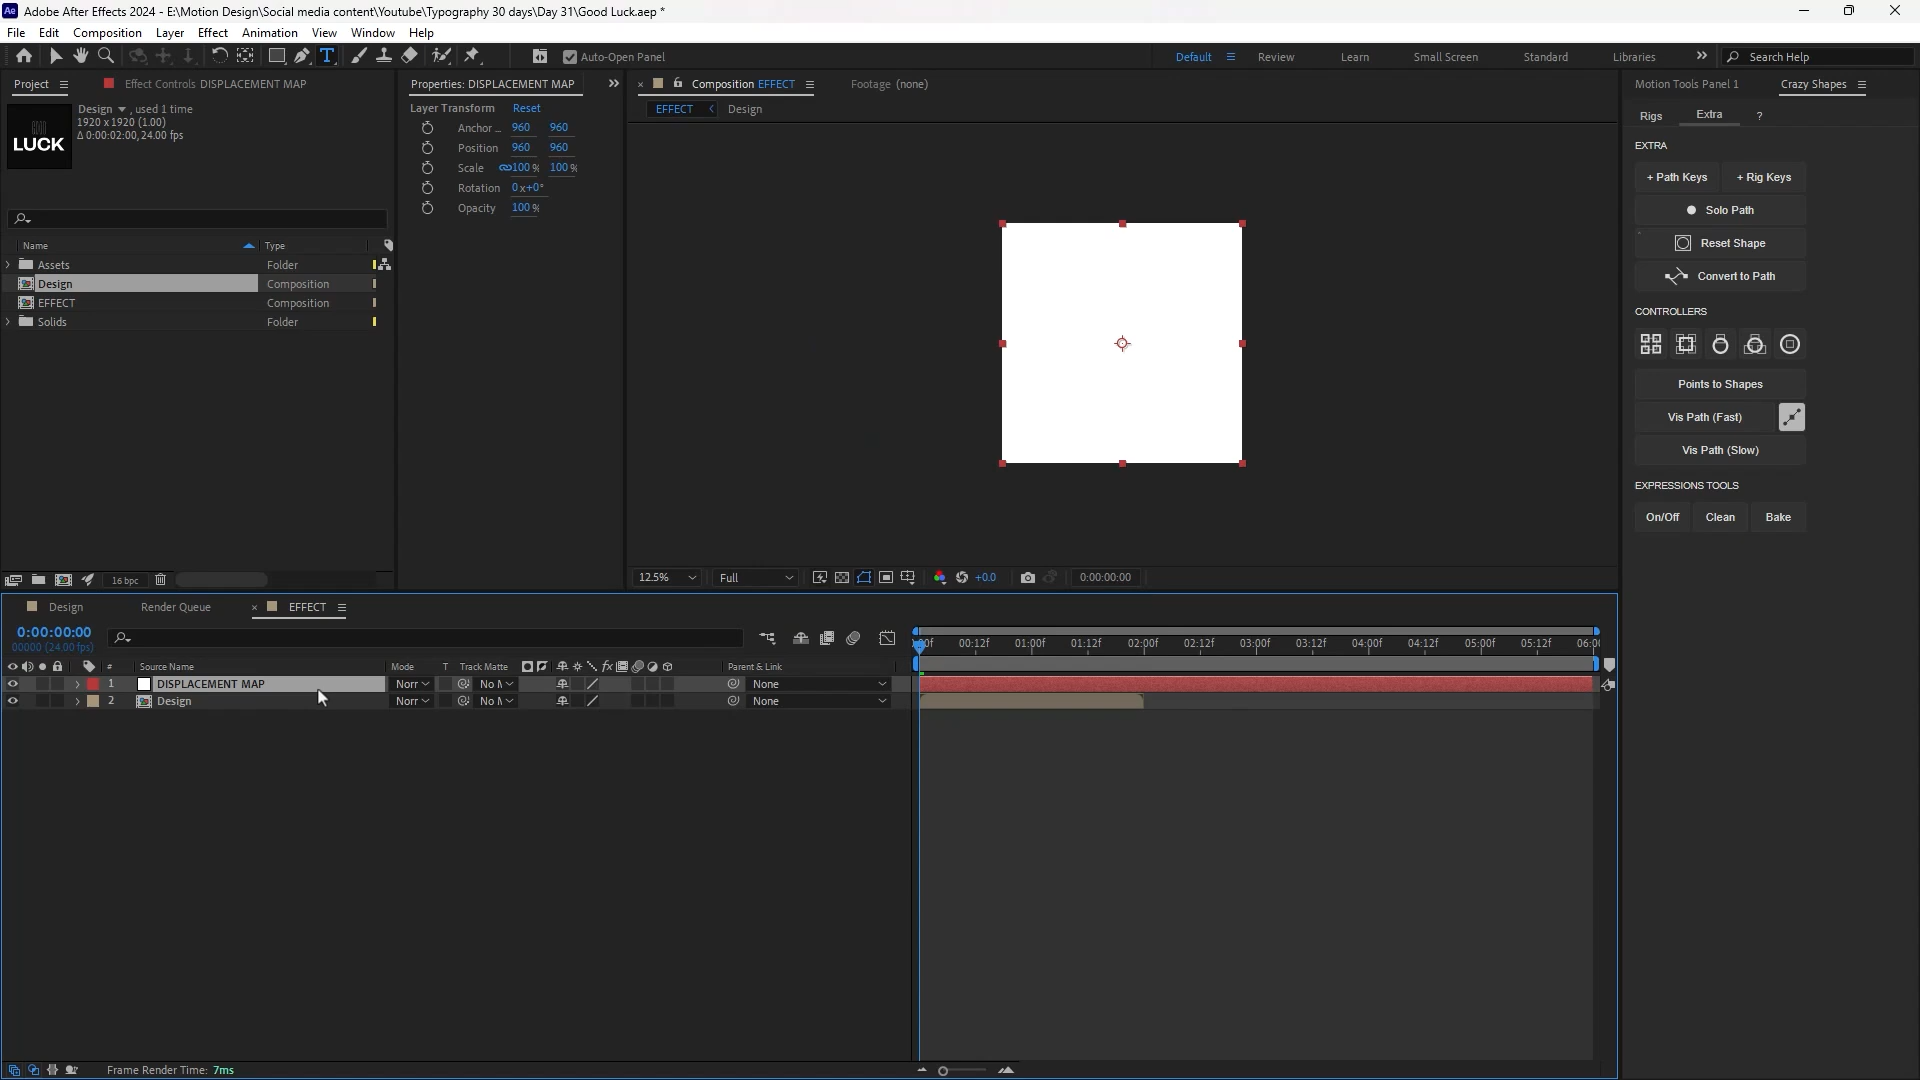 Ae Adobe After Effects 2024 - E:\Motion Design\Social media content\Youtube\Typography 30 days\Day 31\Good Luck.aep *
File Edit Composition Layer Effect Animation View Window Help
Auto-Open Panel Default Review Learn Small Screen Standard Libraries Search Help
Project Effect Controls DISPLACEMENT MAP
Design , used 1 time
1920 x 1920 (1.00)
Δ 0:00:02:00, 24.00 fps
LUCK
Name Type
Assets Folder
Design Composition
EFFECT Composition
Solids Folder
16 bpc
Properties: DISPLACEMENT MAP
Layer Transform Reset
Anchor ... 960 960
Position 960 960
Scale 100 % 100 %
Rotation 0x+0°
Opacity 100 %
Composition EFFECT Footage (none)
EFFECT Design
12.5% Full +0.0 0:00:00:00
Motion Tools Panel 1 Crazy Shapes
Rigs Extra ?
EXTRA
+ Path Keys + Rig Keys
Solo Path
Reset Shape
Convert to Path
CONTROLLERS
Points to Shapes
Vis Path (Fast)
Vis Path (Slow)
EXPRESSIONS TOOLS
On/Off Clean Bake
Design Render Queue EFFECT
0:00:00:00
00000 (24.00 fps)
00:12f 01:00f 01:12f 02:00f 02:12f 03:00f 03:12f 04:00f 04:12f 05:00f 05:12f 06:0
# Source Name Mode T Track Matte fx Parent & Link
1 DISPLACEMENT MAP Norr No M None
2 Design Norr No M None
Frame Render Time: 7ms